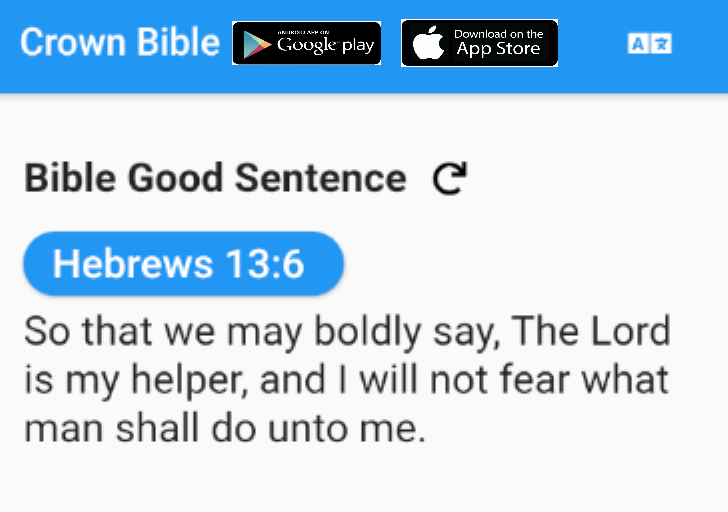 Crown Bible
ANDROID APP ON
Google play
Download on the
App Store
A 文
Bible Good Sentence
Hebrews 13:6
So that we may boldly say, The Lord
is my helper, and I will not fear what
man shall do unto me.